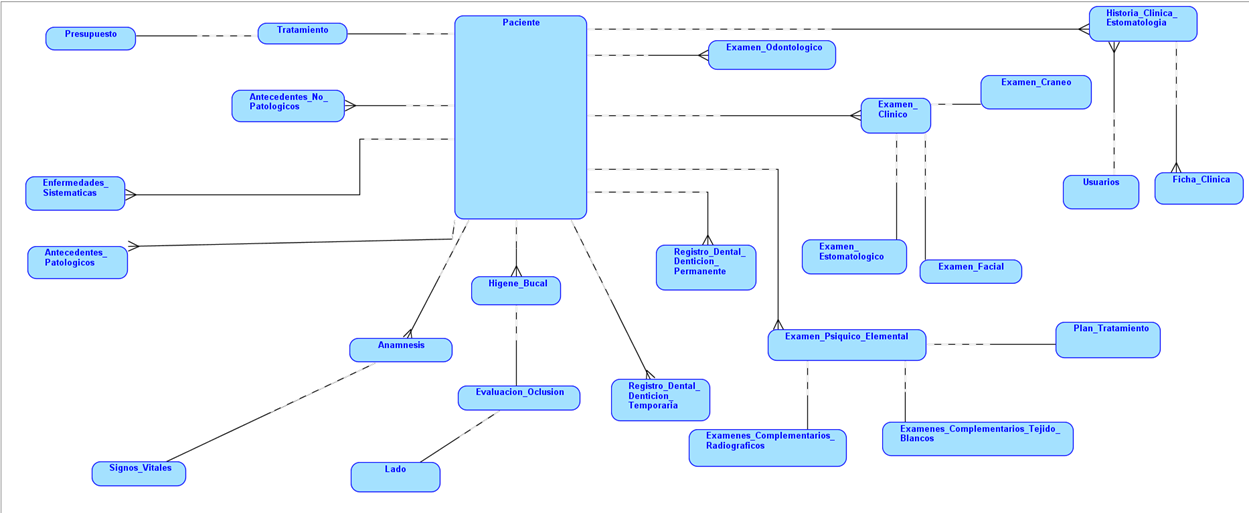 Presupuesto
Tratamiento
Paciente
Historia_Clinica_
Estomatologia
Examen_Odontologico
Antecedentes_No_
Patologicos
Examen_
Clinico
Examen_Craneo
Enfermedades_
Sistematicas
Usuarios
Ficha_Clinica
Antecedentes_
Patologicos
Registro_Dental_
Denticion_
Permanente
Examen_
Estomatologico
Examen_Facial
Higene_Bucal
Anamnesis
Examen_Psiquico_Elemental
Plan_Tratamiento
Evaluacion_Oclusion
Registro_Dental_
Denticion_
Temporaria
Examenes_Complementarios_
Radiograficos
Examenes_Complementarios_Tejido_
Blancos
Signos_Vitales
Lado